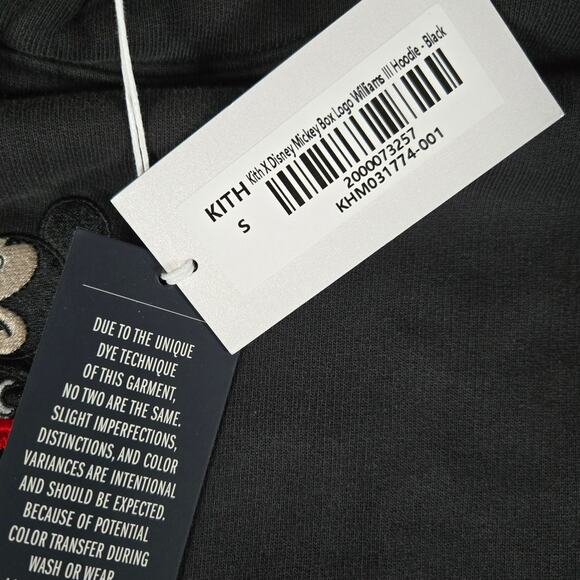 KITH
Kith X Disney Mickey Box Logo Williams III Hoodie - Black
S
2000073257
KHM031774-001
DUE TO THE UNIQUE
DYE TECHNIQUE
OF THIS GARMENT,
NO TWO ARE THE SAME.
SLIGHT IMPERFECTIONS,
DISTINCTIONS, AND COLOR
VARIANCES ARE INTENTIONAL
AND SHOULD BE EXPECTED.
BECAUSE OF POTENTIAL
COLOR TRANSFER DURING
WASH OR WEAR,